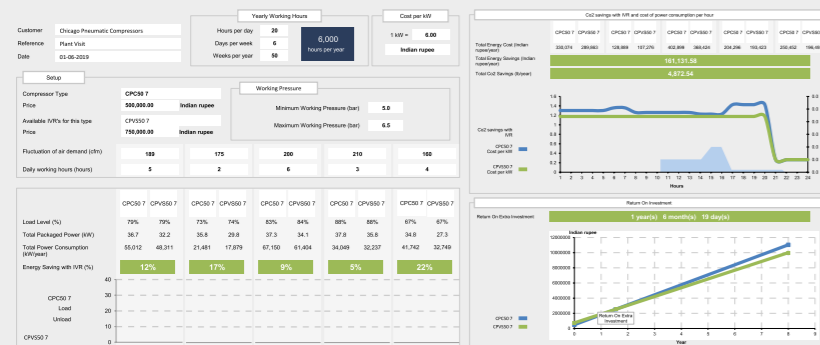 Yearly Working Hours
Cost per kW
Customer Chicago Pneumatic Compressors
Reference Plant Visit
Date 01-06-2019
Hours per day 20
Days per week 6
Weeks per year 50
6,000
hours per year
1 kW = 6.00
Indian rupee
Setup
Compressor Type CPC50 7
Price 500,000.00 Indian rupee
Available IVR's for this type CPVS50 7
Price 750,000.00 Indian rupee
Working Pressure
Minimum Working Pressure (bar) 5.0
Maximum Working Pressure (bar) 6.5
Fluctuation of air demand (cfm) 189 175 200 210 160
Daily working hours (hours) 5 2 6 3 4
CPC50 7 CPVS50 7 CPC50 7 CPVS50 7 CPC50 7 CPVS50 7 CPC50 7 CPVS50 7 CPC50 7 CPVS50 7
Load Level (%) 79% 79% 73% 74% 83% 84% 88% 88% 67% 67%
Total Packaged Power (kW) 36.7 32.2 35.8 29.8 37.3 34.1 37.8 35.8 34.8 27.3
Total Power Consumption (kW/year) 55,012 48,311 21,481 17,879 67,150 61,404 34,049 32,237 41,742 32,749
Energy Saving with IVR (%) 12% 17% 9% 5% 22%
40
30
20
10
0
CPC50 7
Load
Unload
CPVS50 7
Co2 savings with IVR and cost of power consumption per hour
CPC50 7 CPVS50 7 CPC50 7 CPVS50 7 CPC50 7 CPVS50 7 CPC50 7 CPVS50 7 CPC50 7 CPVS50
Total Energy Cost (Indian rupee/year) 330,074 289,863 128,889 107,276 402,899 368,424 204,296 193,423 250,452 196,49
Total Energy Savings (Indian rupee/year) 161,131.58
Total Co2 Savings (lt/year) 4,872.54
1.6
1.4
1.2
1
0.8
0.6
0.4
0.2
0
Co2 savings with IVR
CPC50 7
Cost per kW
CPVS50 7
Cost per kW
1 2 3 4 5 6 7 8 9 10 11 12 13 14 15 16 17 18 19 20 21 22 23 24
Hours
Return On Investment
Return On Extra Investment 1 year(s) 6 month(s) 19 day(s)
Indian rupee
12000000
10000000
8000000
6000000
4000000
2000000
0
CPC50 7
CPVS50 7
Return On Extra
Investment
0 1 2 3 4 5 6 7 8 9
Year